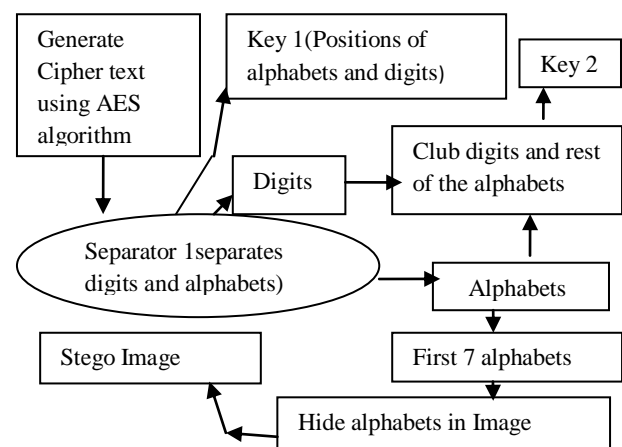 Generate
Cipher text
using AES
algorithm
Key 1(Positions of
alphabets and digits)
Key 2
Digits
Club digits and rest
of the alphabets
Separator 1separates
digits and alphabets)
Alphabets
Stego Image
First 7 alphabets
Hide alphabets in Image